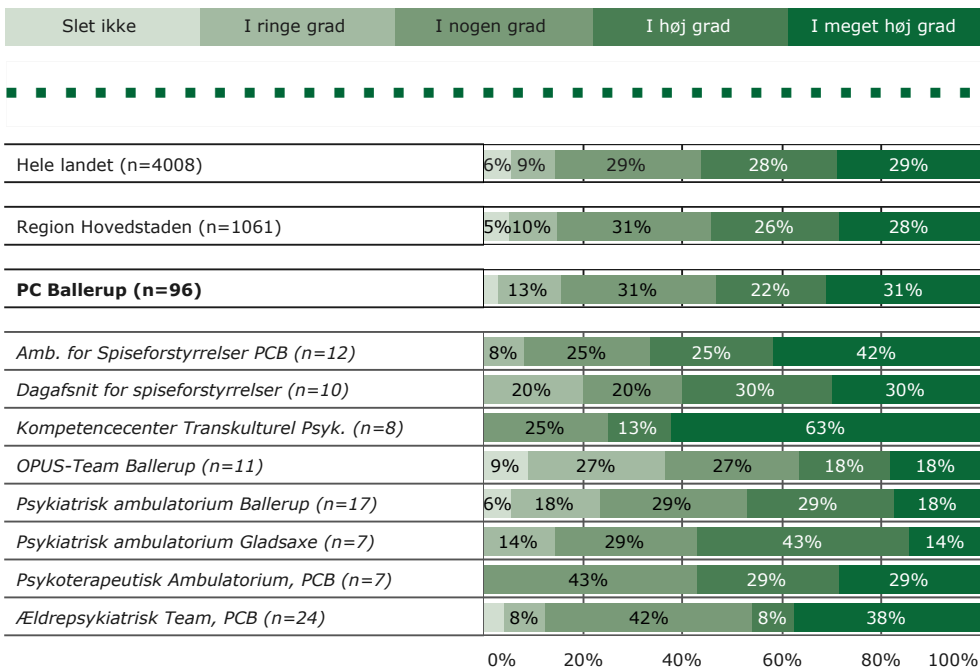 Slet ikke I ringe grad I nogen grad I høj grad I meget høj grad
Hele landet (n=4008) 6% 9% 29% 28% 29%
Region Hovedstaden (n=1061) 5% 10% 31% 26% 28%
PC Ballerup (n=96) 13% 31% 22% 31%
Amb. for Spiseforstyrrelser PCB (n=12) 8% 25% 25% 42%
Dagafsnit for spiseforstyrrelser (n=10) 20% 20% 30% 30%
Kompetencecenter Transkulturel Psyk. (n=8) 25% 13% 63%
OPUS-Team Ballerup (n=11) 9% 27% 27% 18% 18%
Psykiatrisk ambulatorium Ballerup (n=17) 6% 18% 29% 29% 18%
Psykiatrisk ambulatorium Gladsaxe (n=7) 14% 29% 43% 14%
Psykoterapeutisk Ambulatorium, PCB (n=7) 43% 29% 29%
Ældrepsykiatrisk Team, PCB (n=24) 8% 42% 8% 38%
0% 20% 40% 60% 80% 100%